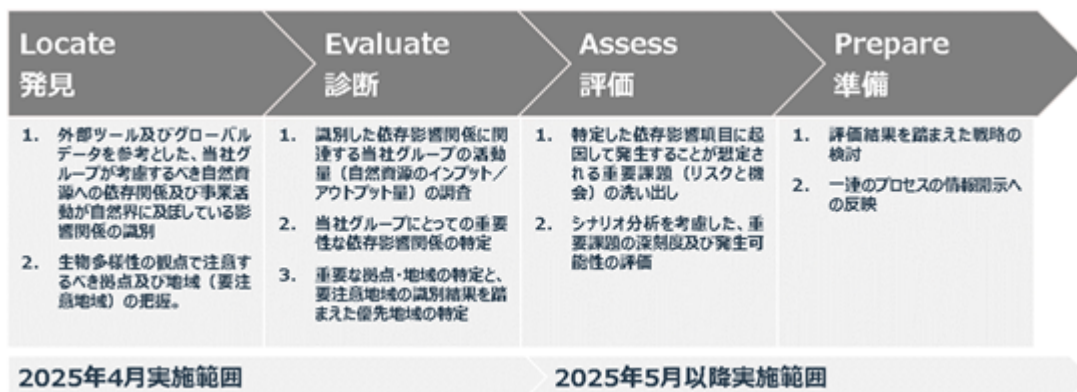 Locate
発見
Evaluate
診断
Assess
評価
Prepare
準備
1. 外部ツール及びグローバル
データを参考とした、当社グ
ループが考慮するべき自然資
源への依存関係及び事業活
動が自然界に及ぼしている影
響関係の識別
2. 生物多様性の観点で注意す
るべき拠点及び地域（要注
意地域）の把握。
1. 識別した依存影響関係に関
連する当社グループの活動
量（自然資源のインプット／
アウトプット量）の調査
2. 当社グループにとっての重要
性な依存影響関係の特定
3. 重要な拠点・地域の特定と、
要注意地域の識別結果を踏
まえた優先地域の特定
1. 特定した依存影響項目に起
因して発生することが想定さ
れる重要課題（リスクと機
会）の洗い出し
2. シナリオ分析を考慮した、重
要課題の深刻度及び発生可
能性の評価
1. 評価結果を踏まえた戦略の
検討
2. 一連のプロセスの情報開示へ
の反映
2025年4月実施範囲
2025年5月以降実施範囲